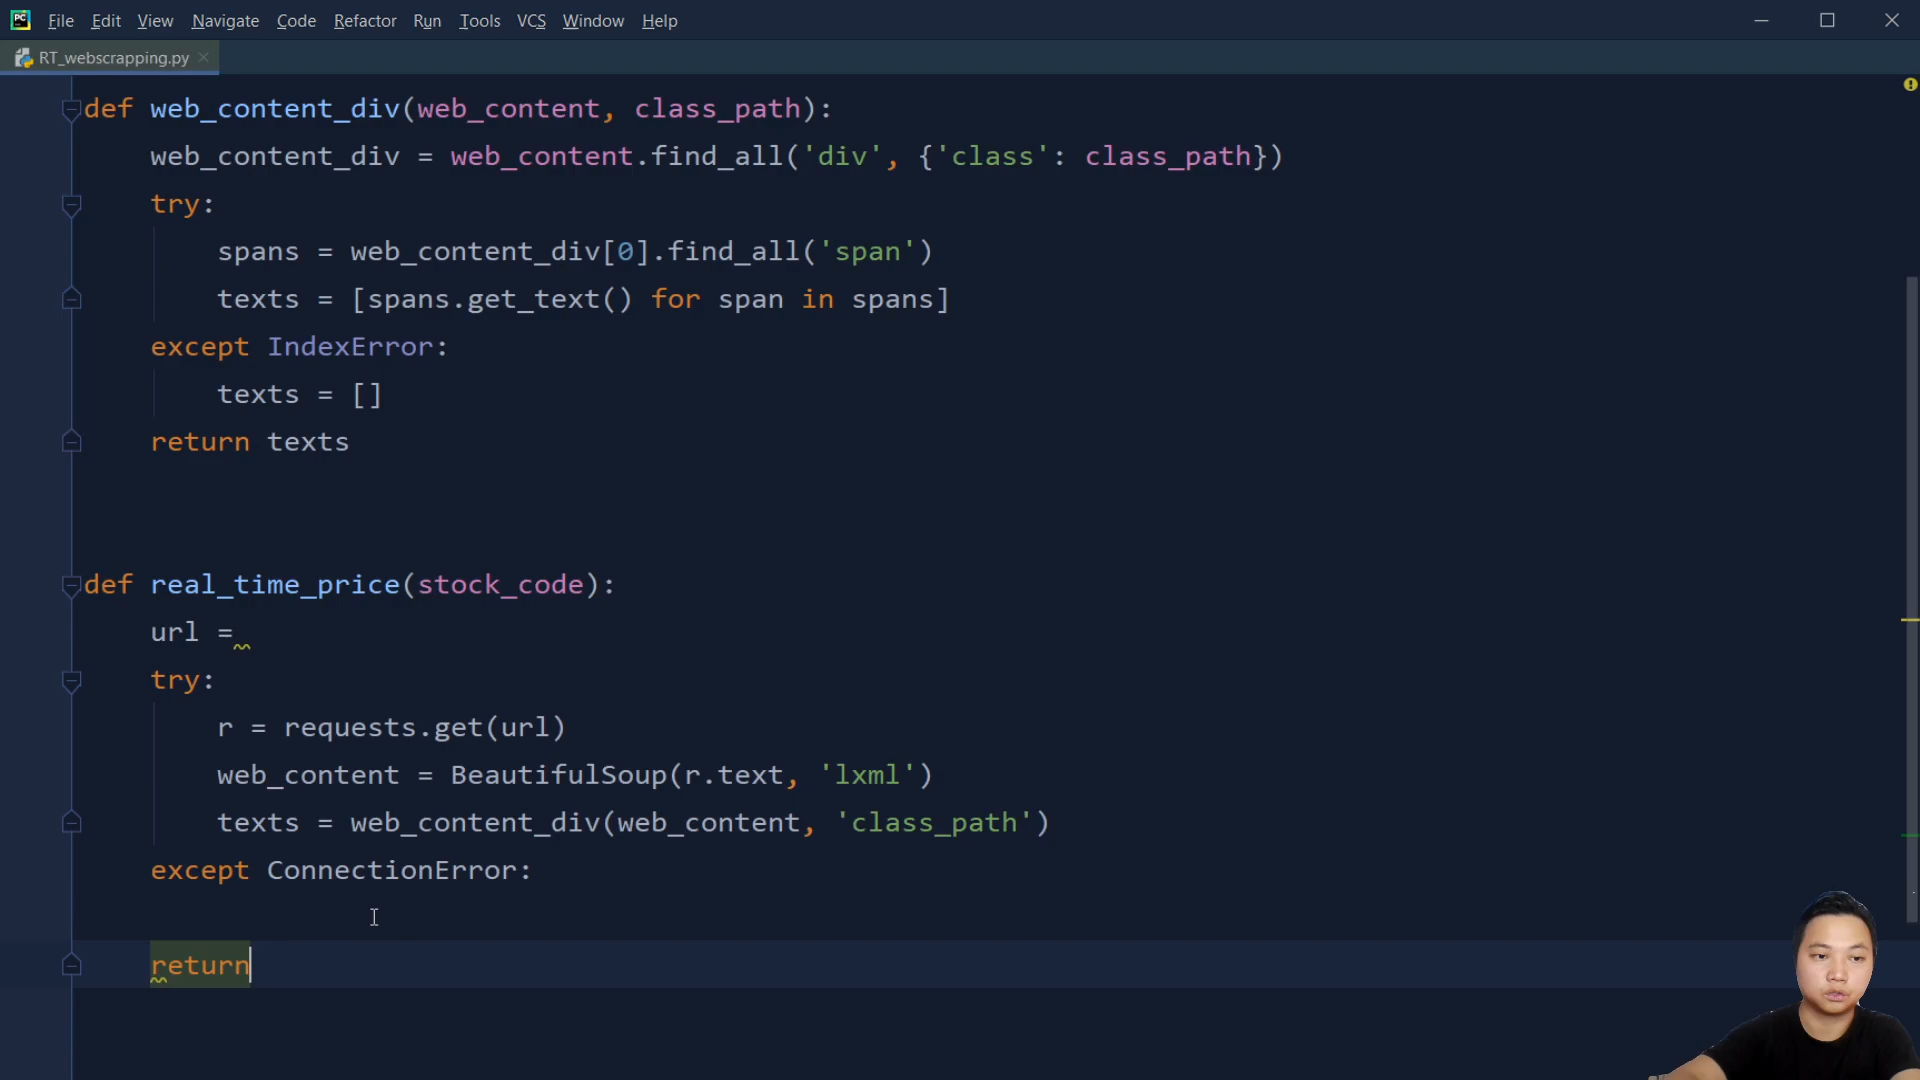 PC File Edit View Navigate Code Refactor Run Tools VCS Window Help
RT_webscrapping.py
def web_content_div(web_content, class_path):
    web_content_div = web_content.find_all('div', {'class': class_path})
    try:
        spans = web_content_div[0].find_all('span')
        texts = [spans.get_text() for span in spans]
    except IndexError:
        texts = []
    return texts
def real_time_price(stock_code):
    url =
    try:
        r = requests.get(url)
        web_content = BeautifulSoup(r.text, 'lxml')
        texts = web_content_div(web_content, 'class_path')
    except ConnectionError:
    return